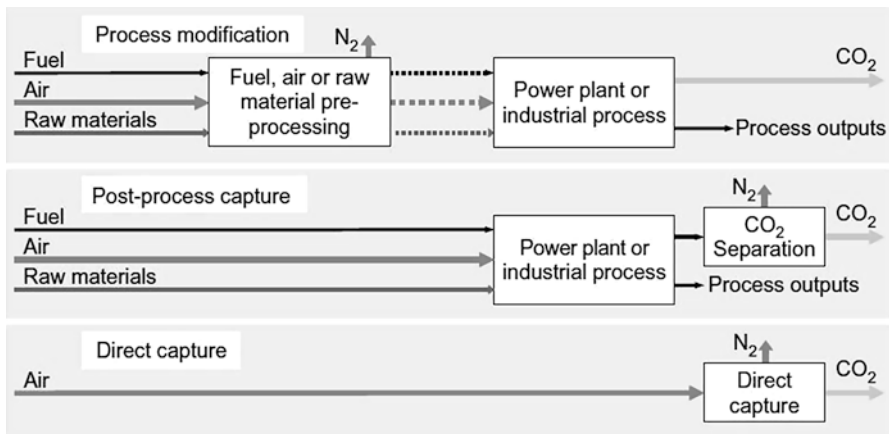 Process modification
N₂
CO₂
Fuel
Air
Raw materials
Fuel, air or raw
material pre-
processing
Power plant or
industrial process
Process outputs
Post-process capture
N₂
CO₂
Fuel
Air
Raw materials
Power plant or
industrial process
CO₂
Separation
Process outputs
Direct capture
N₂
CO₂
Air
Direct
capture